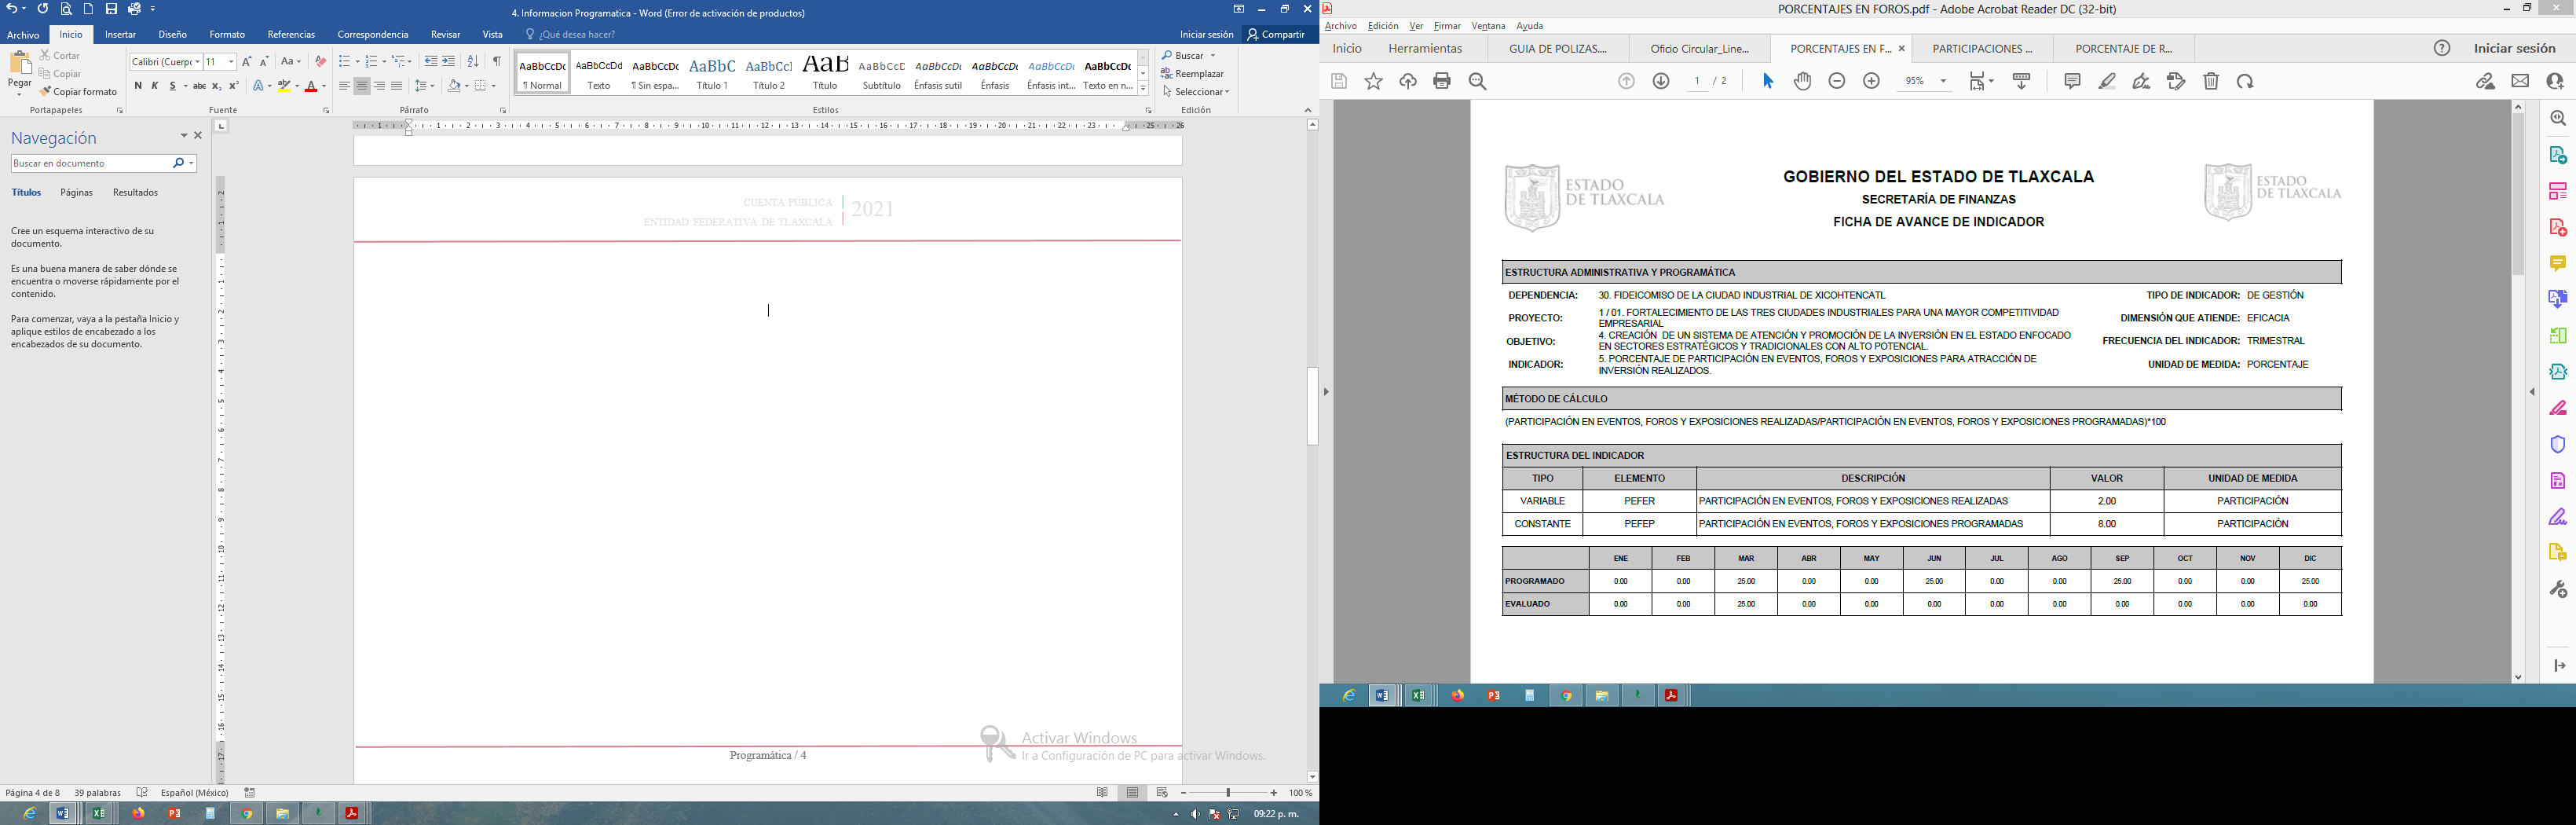 4. Informacion Programatica - Word (Error de activación de productos)
Archivo Inicio Insertar Diseño Formato Referencias Correspondencia Revisar Vista ¿Qué desea hacer? Iniciar sesión Compartir
Pegar
Cortar
Copiar
Copiar formato
Portapapeles
Calibri (Cuerpo 11
N K S abc x₂ x²
Fuente
Párrafo
AaBbCcDc AaBbCcDd AaBbCcDc AaBbC AaBbCcI AaB AaBbCcD AaBbCcDc AaBbCcDc AaBbCcDc AaBbCcDc
¶ Normal Texto ¶ Sin espa... Título 1 Título 2 Título Subtítulo Énfasis sutil Énfasis Énfasis int... Texto en n...
Estilos
Buscar
Reemplazar
Seleccionar
Edición
Navegación
Buscar en documento
Títulos Páginas Resultados
Cree un esquema interactivo de su
documento.
Es una buena manera de saber dónde se
encuentra o moverse rápidamente por el
contenido.
Para comenzar, vaya a la pestaña Inicio y
aplique estilos de encabezado a los
encabezados de su documento.
CUENTA PÚBLICA
ENTIDAD FEDERATIVA DE TLAXCALA
2021
Programática / 4
Activar Windows
Ir a Configuración de PC para activar Windows.
Página 4 de 8 39 palabras Español (México) 100 %
09:22 p. m.
PORCENTAJES EN FOROS.pdf - Adobe Acrobat Reader DC (32-bit)
Archivo Edición Ver Firmar Ventana Ayuda
Inicio Herramientas GUIA DE POLIZAS.... Oficio Circular_Line... PORCENTAJES EN F... PARTICIPACIONES ... PORCENTAJE DE R... Iniciar sesión
1 / 2 95%
ESTADO
DE TLAXCALA
GOBIERNO DEL ESTADO DE TLAXCALA
SECRETARÍA DE FINANZAS
FICHA DE AVANCE DE INDICADOR
ESTADO
DE TLAXCALA
ESTRUCTURA ADMINISTRATIVA Y PROGRAMÁTICA
DEPENDENCIA: 30. FIDEICOMISO DE LA CIUDAD INDUSTRIAL DE XICOHTENCATL TIPO DE INDICADOR: DE GESTIÓN
PROYECTO: 1 / 01. FORTALECIMIENTO DE LAS TRES CIUDADES INDUSTRIALES PARA UNA MAYOR COMPETITIVIDAD
EMPRESARIAL DIMENSIÓN QUE ATIENDE: EFICACIA
OBJETIVO: 4. CREACIÓN DE UN SISTEMA DE ATENCIÓN Y PROMOCIÓN DE LA INVERSIÓN EN EL ESTADO ENFOCADO
EN SECTORES ESTRATÉGICOS Y TRADICIONALES CON ALTO POTENCIAL. FRECUENCIA DEL INDICADOR: TRIMESTRAL
INDICADOR: 5. PORCENTAJE DE PARTICIPACIÓN EN EVENTOS, FOROS Y EXPOSICIONES PARA ATRACCIÓN DE
INVERSIÓN REALIZADOS. UNIDAD DE MEDIDA: PORCENTAJE
MÉTODO DE CÁLCULO
(PARTICIPACIÓN EN EVENTOS, FOROS Y EXPOSICIONES REALIZADAS/PARTICIPACIÓN EN EVENTOS, FOROS Y EXPOSICIONES PROGRAMADAS)*100
ESTRUCTURA DEL INDICADOR
TIPO ELEMENTO DESCRIPCIÓN VALOR UNIDAD DE MEDIDA
VARIABLE PEFER PARTICIPACIÓN EN EVENTOS, FOROS Y EXPOSICIONES REALIZADAS 2.00 PARTICIPACIÓN
CONSTANTE PEFEP PARTICIPACIÓN EN EVENTOS, FOROS Y EXPOSICIONES PROGRAMADAS 8.00 PARTICIPACIÓN
ENE FEB MAR ABR MAY JUN JUL AGO SEP OCT NOV DIC
PROGRAMADO 0.00 0.00 25.00 0.00 0.00 25.00 0.00 0.00 25.00 0.00 0.00 25.00
EVALUADO 0.00 0.00 25.00 0.00 0.00 0.00 0.00 0.00 0.00 0.00 0.00 0.00